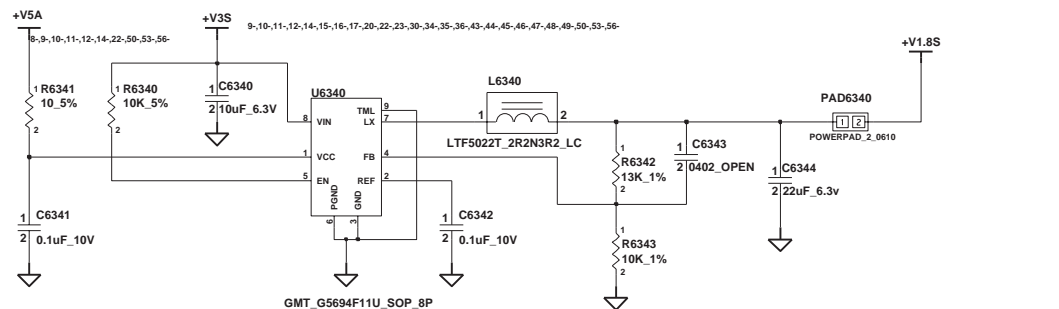 +V5A
+V3S
8-,9-,10-,11-,12-,14-,22-,50-,53-,56-
9-,10-,11-,12-,14-,15-,16-,17-,20-,22-,23-,30-,34-,35-,36-,43-,44-,45-,46-,47-,48-,49-,50-,53-,56-
+V1.8S
1
R6341
10_5%
2
1
R6340
10K_5%
2
1
C6340
2
10uF_6.3V
U6340
TML
9
8
VIN
LX
7
1
VCC
FB
4
5
EN
REF
2
PGND
GND
6
3
L6340
1
2
LTF5022T_2R2N3R2_LC
PAD6340
1
2
POWERPAD_2_0610
1
R6342
13K_1%
2
1
C6343
2
0402_OPEN
1
C6344
2
22uF_6.3v
1
C6341
2
0.1uF_10V
1
C6342
2
0.1uF_10V
1
R6343
10K_1%
2
GMT_G5694F11U_SOP_8P